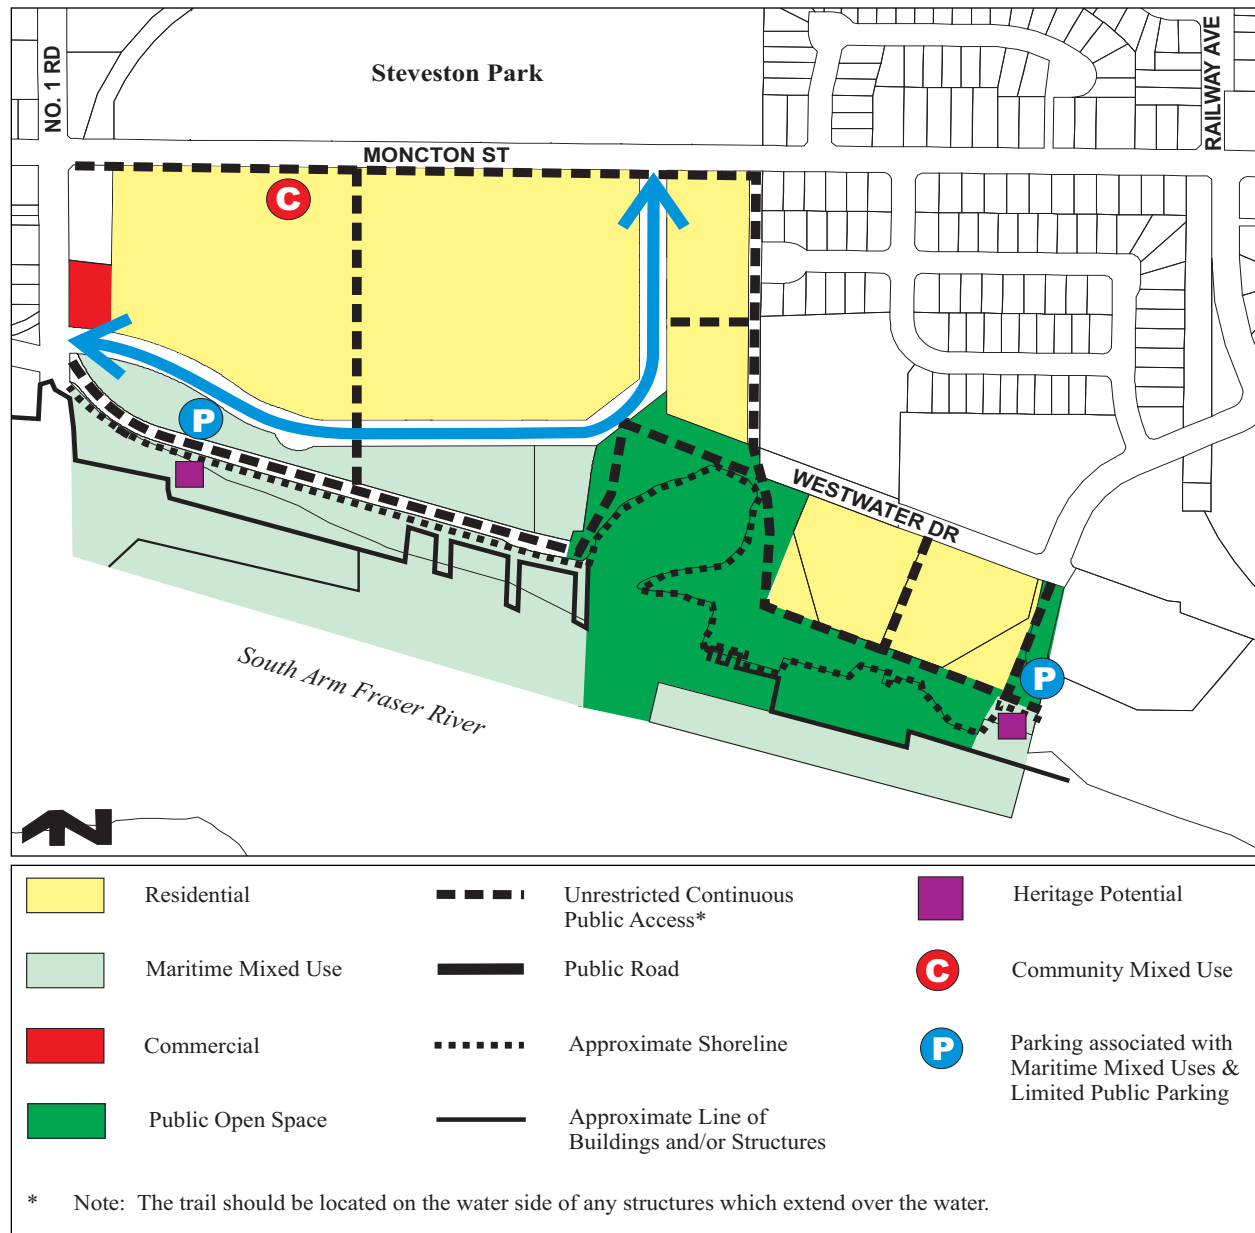 Steveston Park
NO. 1 RD
RAILWAY AVE
MONCTON ST
C
P
WESTWATER DR
P
South Arm Fraser River
N
Residential
Unrestricted Continuous
Public Access*
Heritage Potential
Maritime Mixed Use
Public Road
C
Community Mixed Use
Commercial
Approximate Shoreline
P
Parking associated with
Maritime Mixed Uses &
Limited Public Parking
Public Open Space
Approximate Line of
Buildings and/or Structures
* Note: The trail should be located on the water side of any structures which extend over the water.